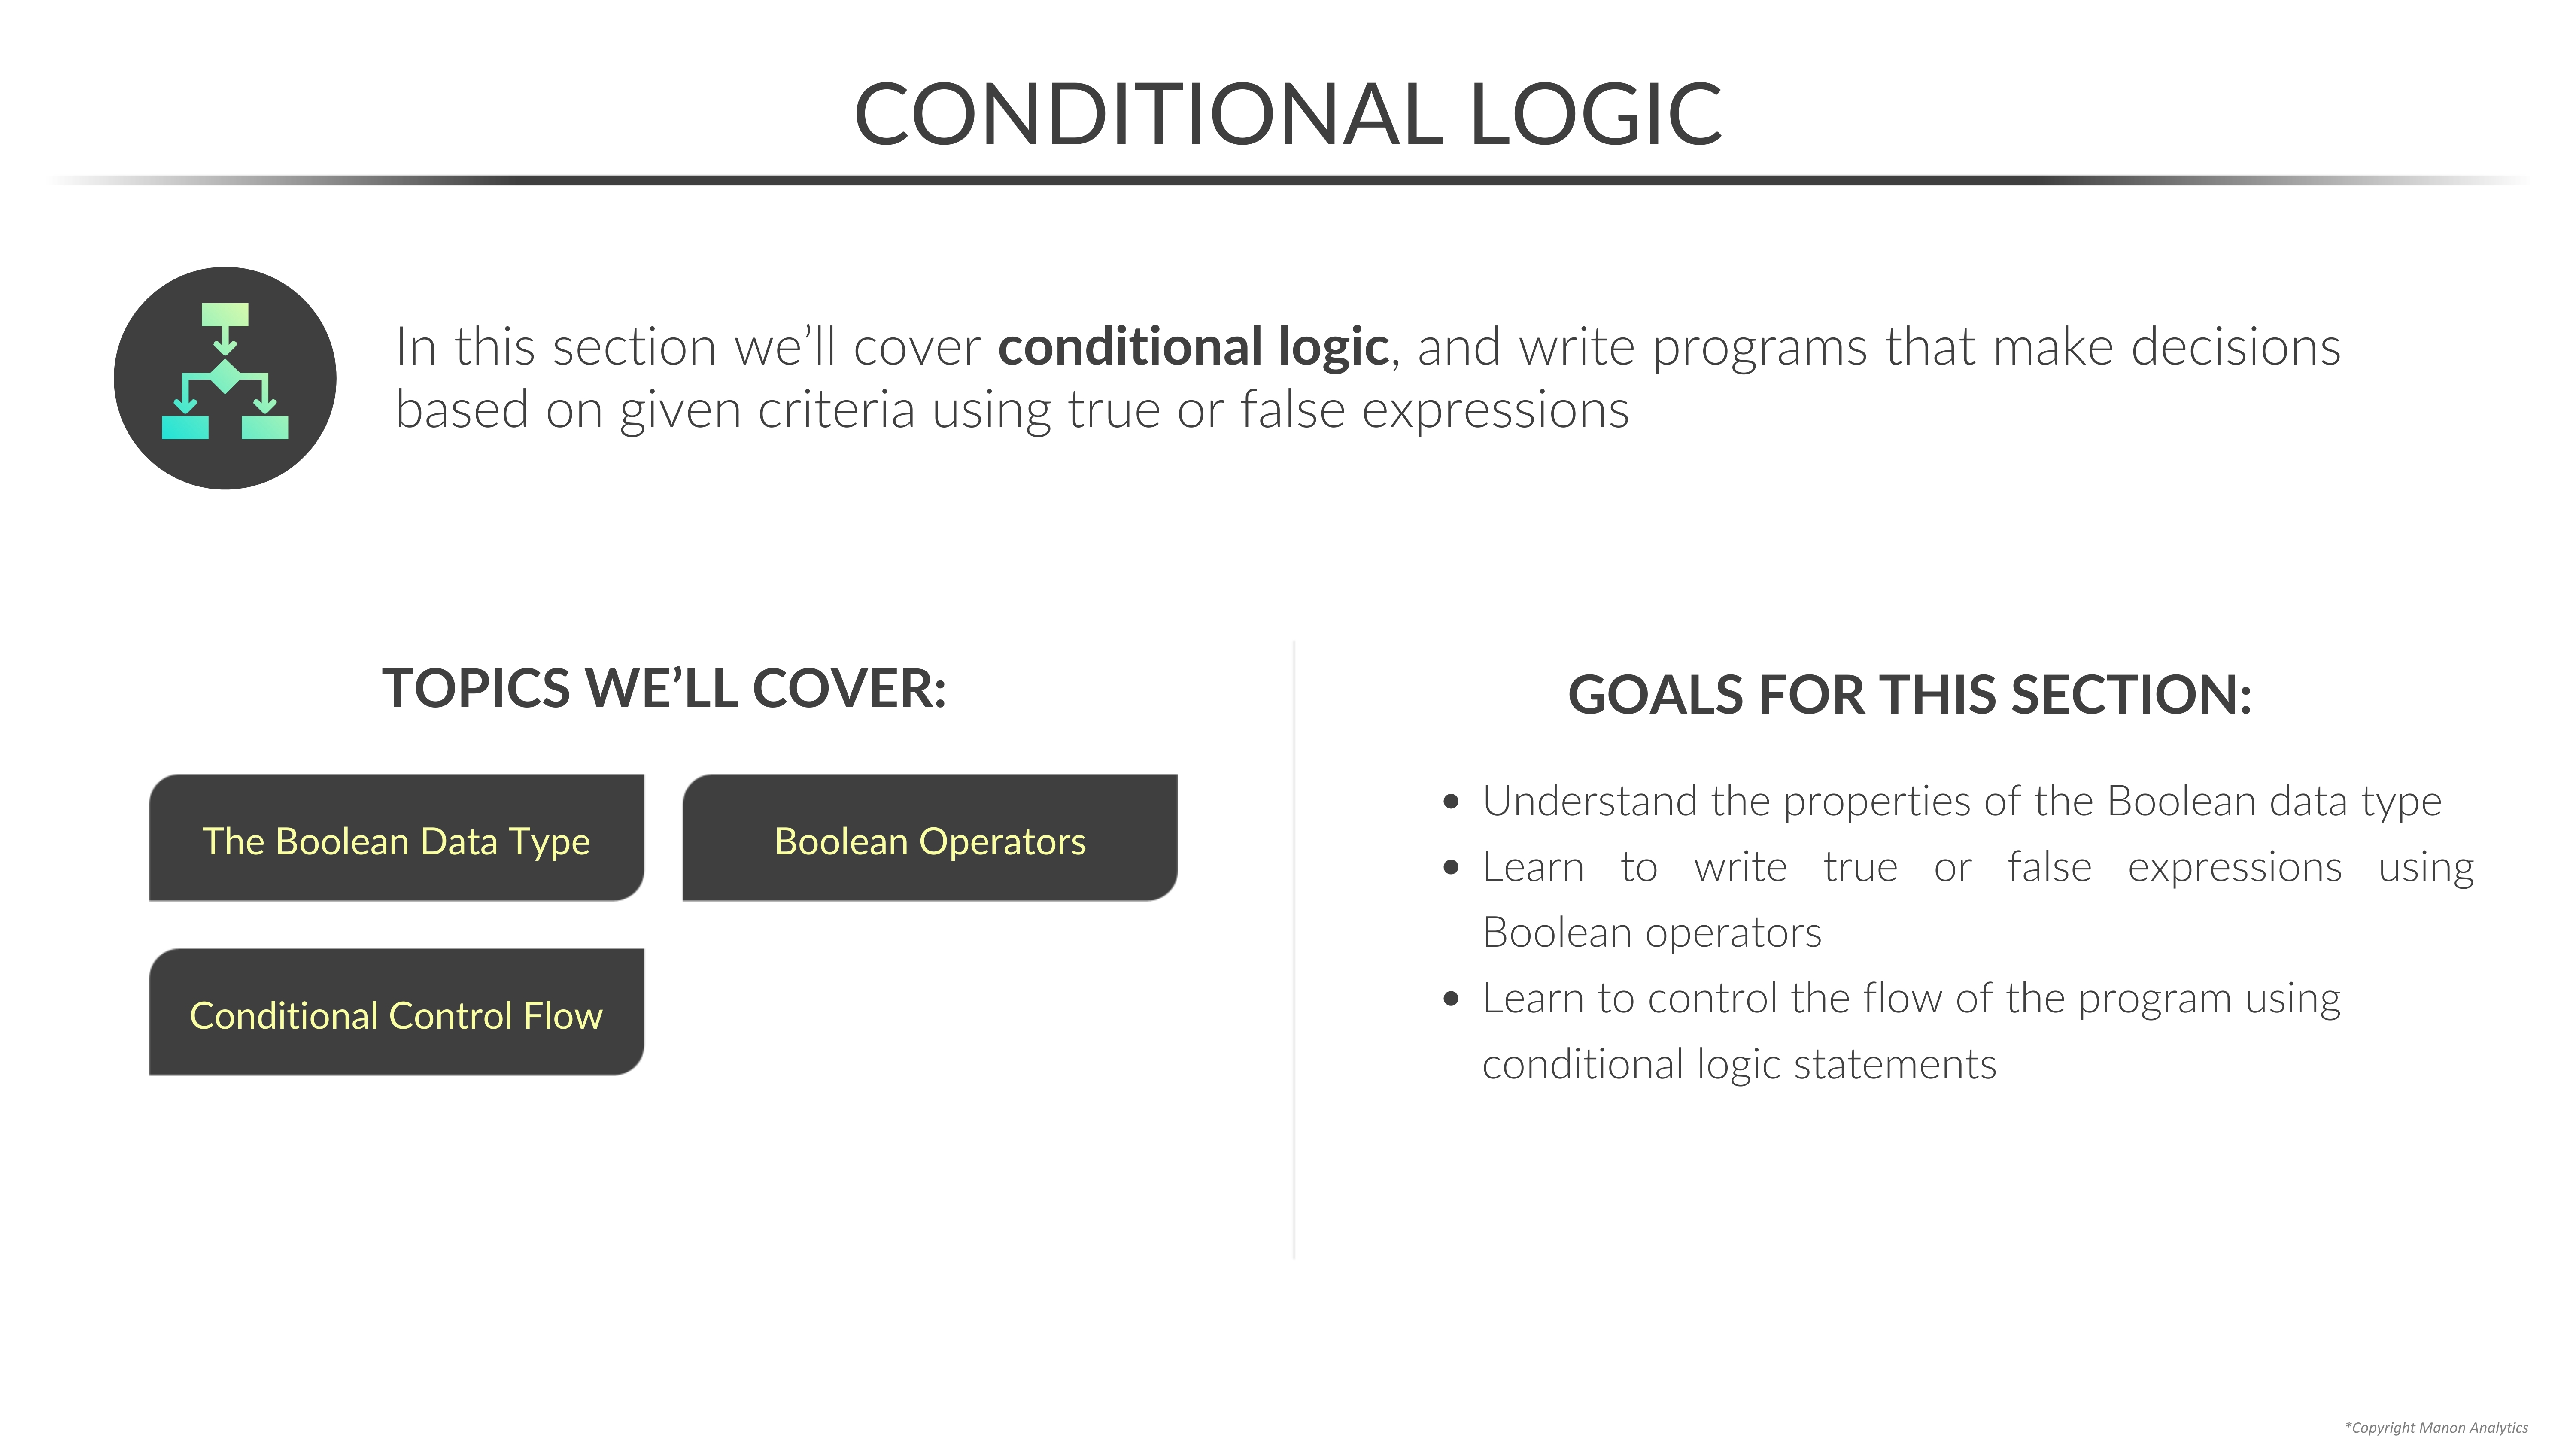 CONDITIONAL LOGIC
In this section we’ll cover conditional logic, and write programs that make decisions
based on given criteria using true or false expressions
TOPICS WE’LL COVER:
The Boolean Data Type
Boolean Operators
Conditional Control Flow
GOALS FOR THIS SECTION:
• Understand the properties of the Boolean data type
• Learn to write true or false expressions using
Boolean operators
• Learn to control the flow of the program using
conditional logic statements
*Copyright Manon Analytics